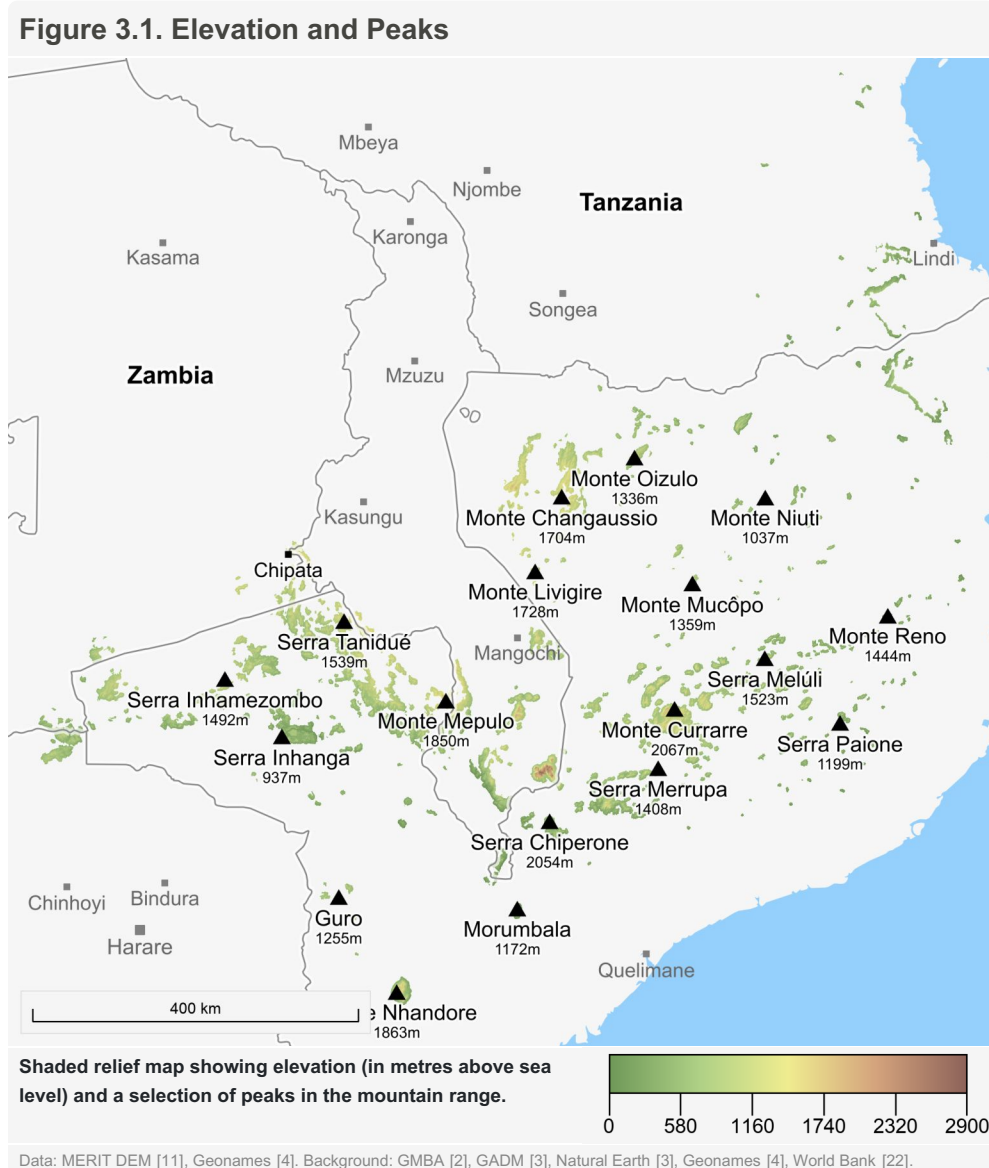 Figure 3.1. Elevation and Peaks
Mbeya
Njombe
Tanzania
Karonga
Kasama
Lindi
Songea
Zambia
Mzuzu
Monte Oizulo
1336m
Kasungu
Monte Changaussio
1704m
Monte Niuti
1037m
Chipata
Monte Livigire
1728m
Monte Mucôpo
1359m
Serra Tanidué
1539m
Mangochi
Monte Reno
1444m
Serra Melúli
1523m
Serra Inhamezombo
1492m
Monte Mepulo
1850m
Monte Currarre
2067m
Serra Paione
1199m
Serra Inhanga
937m
Serra Merrupa
1408m
Serra Chiperone
2054m
Chinhoyi
Bindura
Guro
1255m
Morumbala
1172m
Harare
Quelimane
400 km
e Nhandore
1863m
Shaded relief map showing elevation (in metres above sea
level) and a selection of peaks in the mountain range.
0 580 1160 1740 2320 2900
Data: MERIT DEM [11], Geonames [4]. Background: GMBA [2], GADM [3], Natural Earth [3], Geonames [4], World Bank [22].